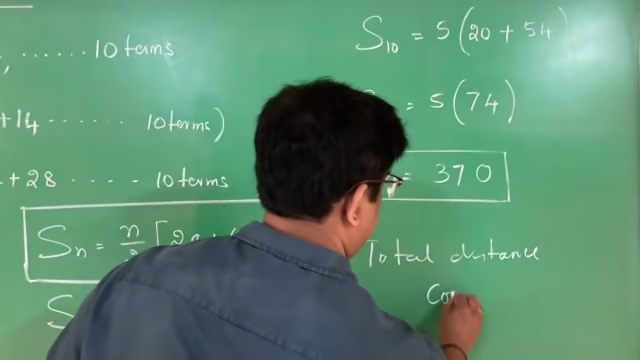 , ...... 10 terms
+14 ...... 10 terms)
+28 ..... 10 terms
Sn = n/2 [2a
S
S10 = 5(20 + 54)
= 5(74)
= 370
Total distance